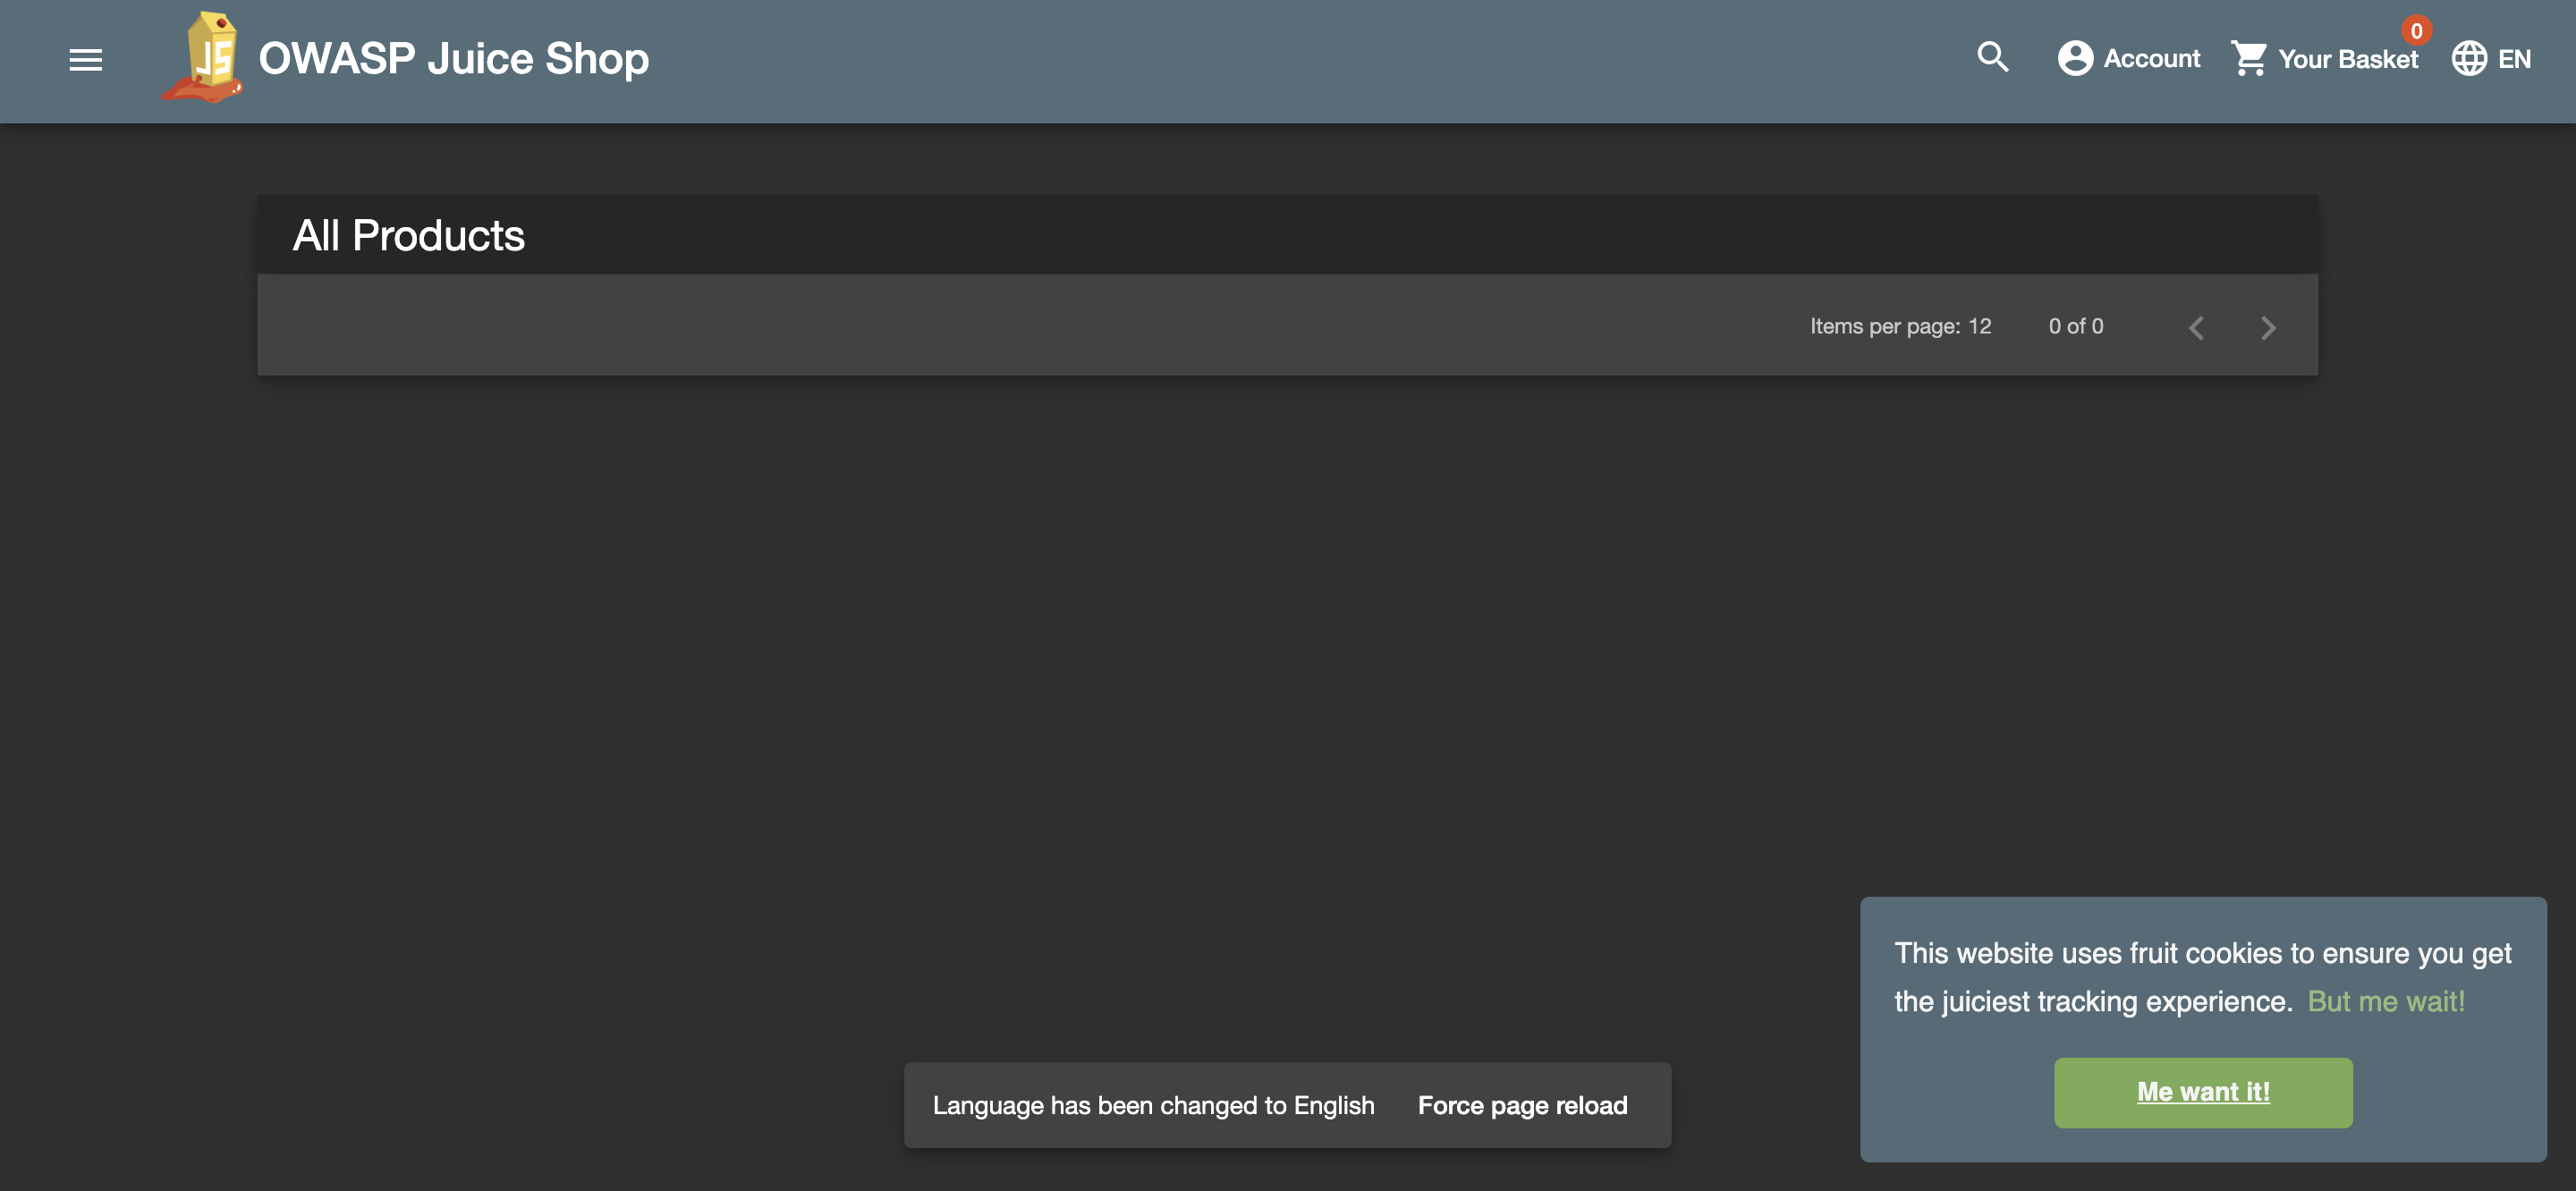 JS
OWASP Juice Shop
Account
Your Basket
0
EN
All Products
Items per page: 12
0 of 0
This website uses fruit cookies to ensure you get
the juiciest tracking experience. But me wait!
Me want it!
Language has been changed to English
Force page reload